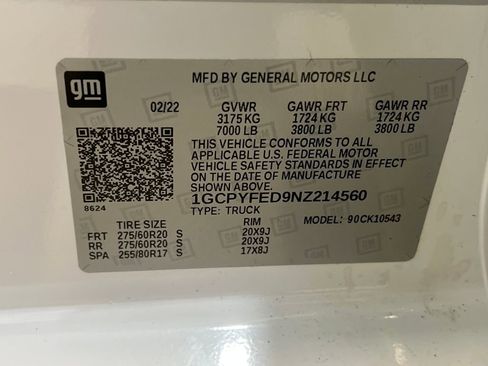 gm
MFD BY GENERAL MOTORS LLC
02/22 GVWR GAWR FRT GAWR RR
3175 KG 1724 KG 1724 KG
7000 LB 3800 LB 3800 LB
THIS VEHICLE CONFORMS TO ALL
APPLICABLE U.S. FEDERAL MOTOR
VEHICLE SAFETY STANDARDS IN EFFECT
ON THE DATE OF MANUFACTURE
SHOWN ABOVE.
1GCPYFED9NZ214560
8624
TYPE: TRUCK MODEL: 90CK10543
TIRE SIZE RIM
FRT 275/60R20 S 20X9J
RR 275/60R20 S 20X9J
SPA 255/80R17 S 17X8J